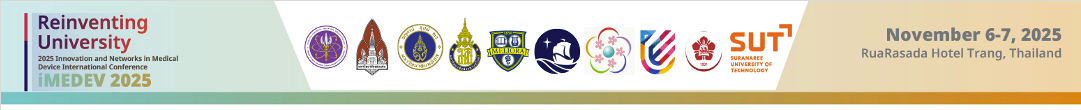 Reinventing
University
2025 Innovation and Networks in Medical
Device International Conference
iMEDEV 2025
MELIORA
SUT
SURANAREE
UNIVERSITY OF
TECHNOLOGY
November 6-7, 2025
RuaRasada Hotel Trang, Thailand